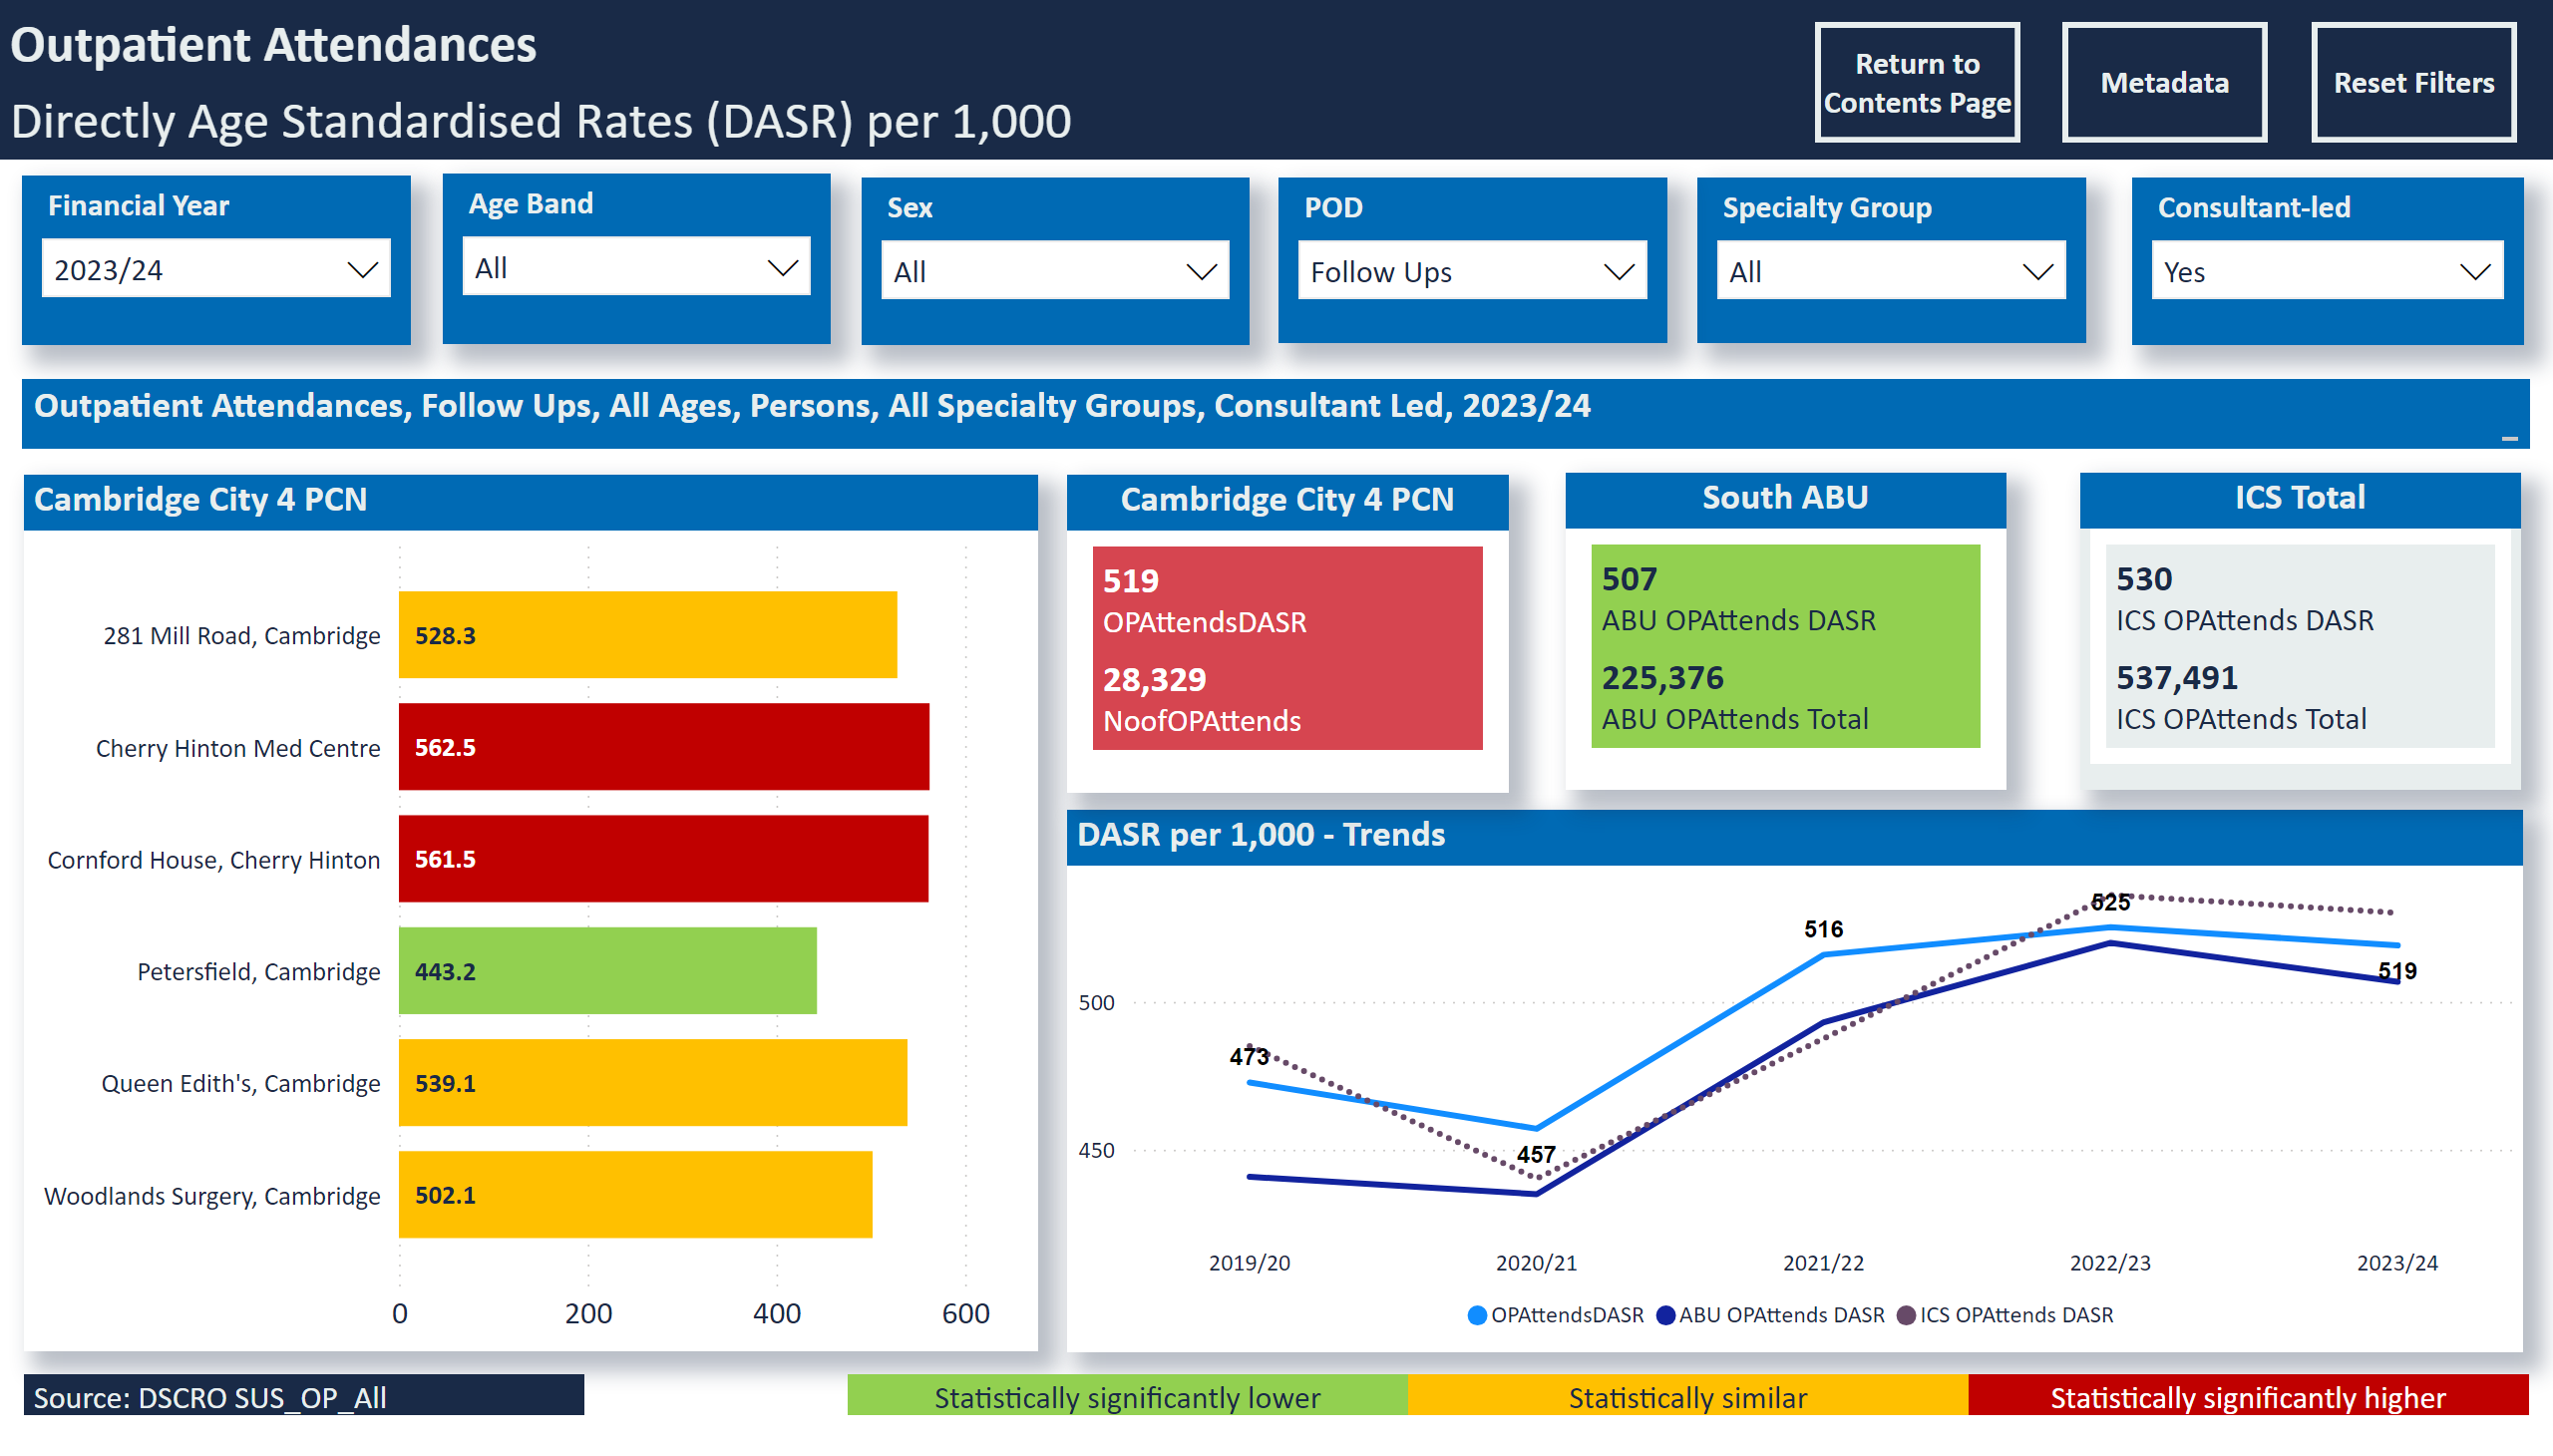 Outpatient Attendances
Directly Age Standardised Rates (DASR) per 1,000
Return to
Contents Page
Metadata
Reset Filters
Financial Year
2023/24
Age Band
All
Sex
All
POD
Follow Ups
Specialty Group
All
Consultant-led
Yes
Outpatient Attendances, Follow Ups, All Ages, Persons, All Specialty Groups, Consultant Led, 2023/24
Cambridge City 4 PCN
281 Mill Road, Cambridge
528.3
Cherry Hinton Med Centre
562.5
Cornford House, Cherry Hinton
561.5
Petersfield, Cambridge
443.2
Queen Edith's, Cambridge
539.1
Woodlands Surgery, Cambridge
502.1
0 200 400 600
Cambridge City 4 PCN
519
OPAttendsDASR
28,329
NoofOPAttends
South ABU
507
ABU OPAttends DASR
225,376
ABU OPAttends Total
ICS Total
530
ICS OPAttends DASR
537,491
ICS OPAttends Total
DASR per 1,000 - Trends
525
516
519
500
473
457
450
2019/20 2020/21 2021/22 2022/23 2023/24
OPAttendsDASR ABU OPAttends DASR ICS OPAttends DASR
Source: DSCRO SUS_OP_All
Statistically significantly lower
Statistically similar
Statistically significantly higher